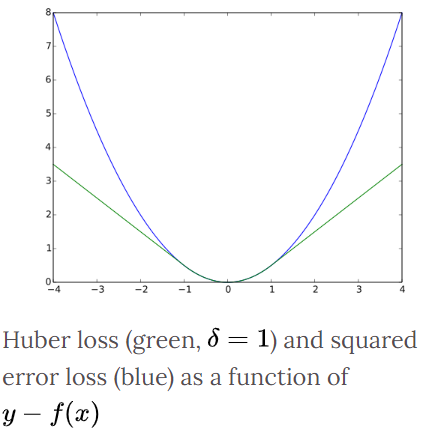 8
7
6
5
4
3
2
1
0
−4 −3 −2 −1 0 1 2 3 4
Huber loss (green, δ = 1) and squared
error loss (blue) as a function of
y − f(x)